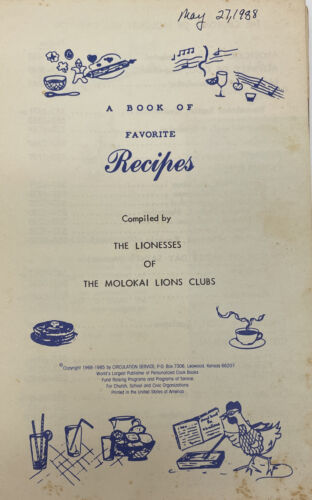 May 27, 1988
A BOOK OF
FAVORITE
Recipes
Compiled by
THE LIONESSES
OF
THE MOLOKAI LIONS CLUBS
© Copyright 1968-1985 by CIRCULATION SERVICE, P.O. Box 7306, Leawood, Kansas 66207
World's Largest Publisher of Personalized Cook Books
Fund Raising Programs and Programs of Service
For Church, School and Civic Organizations
Printed in the United States of America